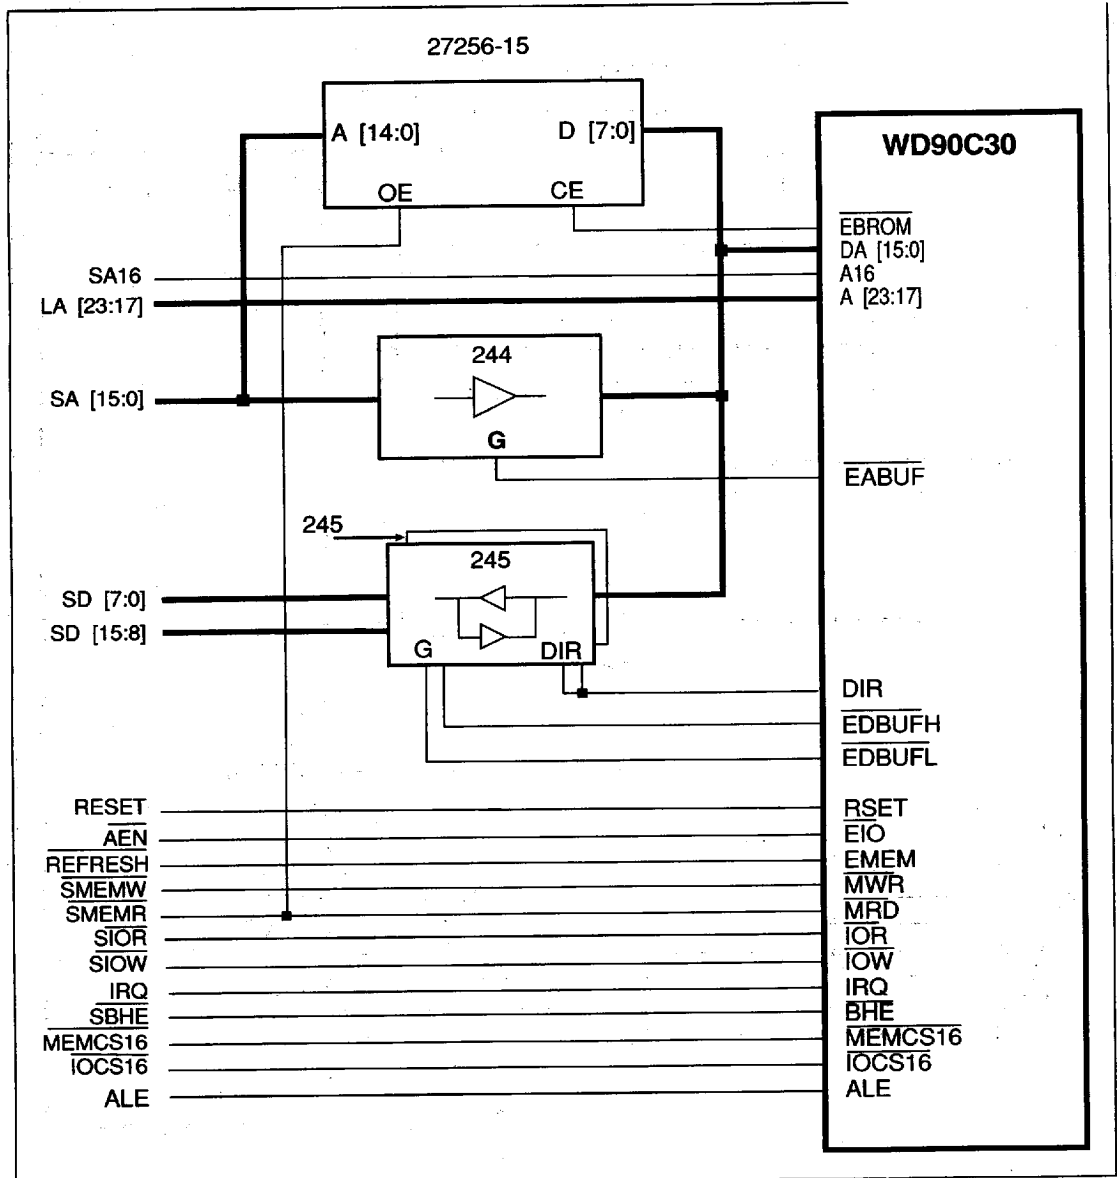 27256-15
A [14:0] D [7:0]
OE CE
WD90C30
EBROM
DA [15:0]
SA16 A16
LA [23:17] A [23:17]
244
SA [15:0]
G
EABUF
245
245
SD [7:0]
SD [15:8]
G DIR
DIR
EDBUFH
EDBUFL
RESET RSET
AEN EIO
REFRESH EMEM
SMEMW MWR
SMEMR MRD
SIOR IOR
SIOW IOW
IRQ IRQ
SBHE BHE
MEMCS16 MEMCS16
IOCS16 IOCS16
ALE ALE